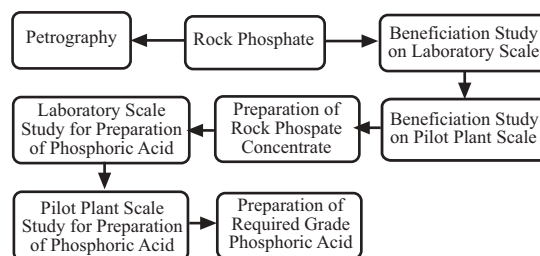 Petrography
Rock Phosphate
Beneficiation Study
on Laboratory Scale
Laboratory Scale
Study for Preparation
of Phosphoric Acid
Preparation of
Rock Phospate
Concentrate
Beneficiation Study
on Pilot Plant Scale
Pilot Plant Scale
Study for Preparation
of Phosphoric Acid
Preparation of
Required Grade
Phosphoric Acid